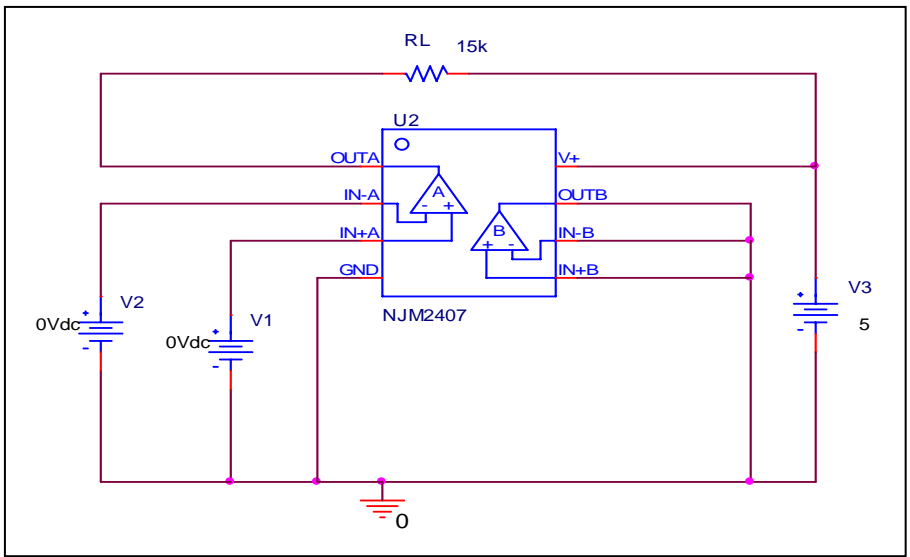 RL
15k
U2
OUTA
V+
A
- +
IN-A
OUTB
B
+ -
IN+A
IN-B
GND
IN+B
NJM2407
V2
+
0Vdc
-
V1
+
0Vdc
-
V3
+
5
-
0